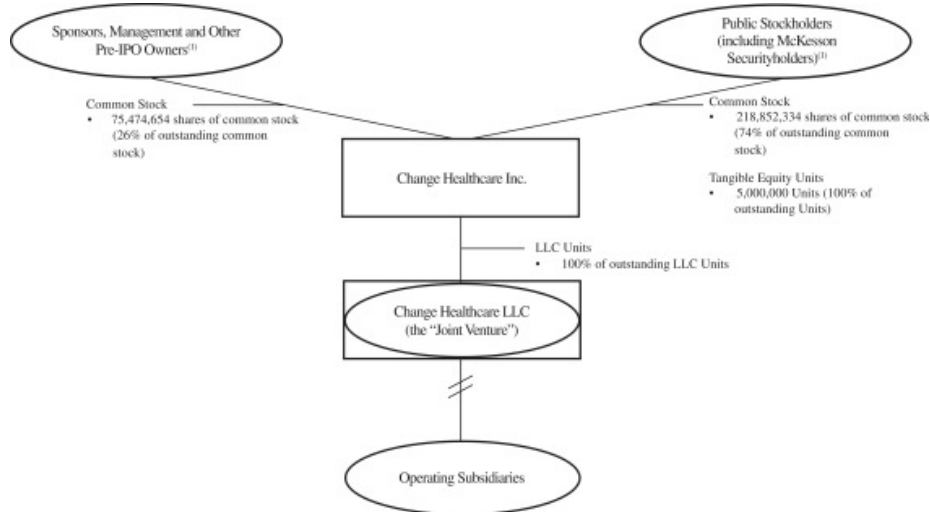 Sponsors, Management and Other
Pre-IPO Owners(1)
Public Stockholders
(including McKesson
Securityholders)(1)
Common Stock
• 75,474,654 shares of common stock
(26% of outstanding common
stock)
Common Stock
• 218,852,334 shares of common stock
(74% of outstanding common
stock)
Tangible Equity Units
• 5,000,000 Units (100% of
outstanding Units)
Change Healthcare Inc.
LLC Units
• 100% of outstanding LLC Units
Change Healthcare LLC
(the “Joint Venture”)
Operating Subsidiaries